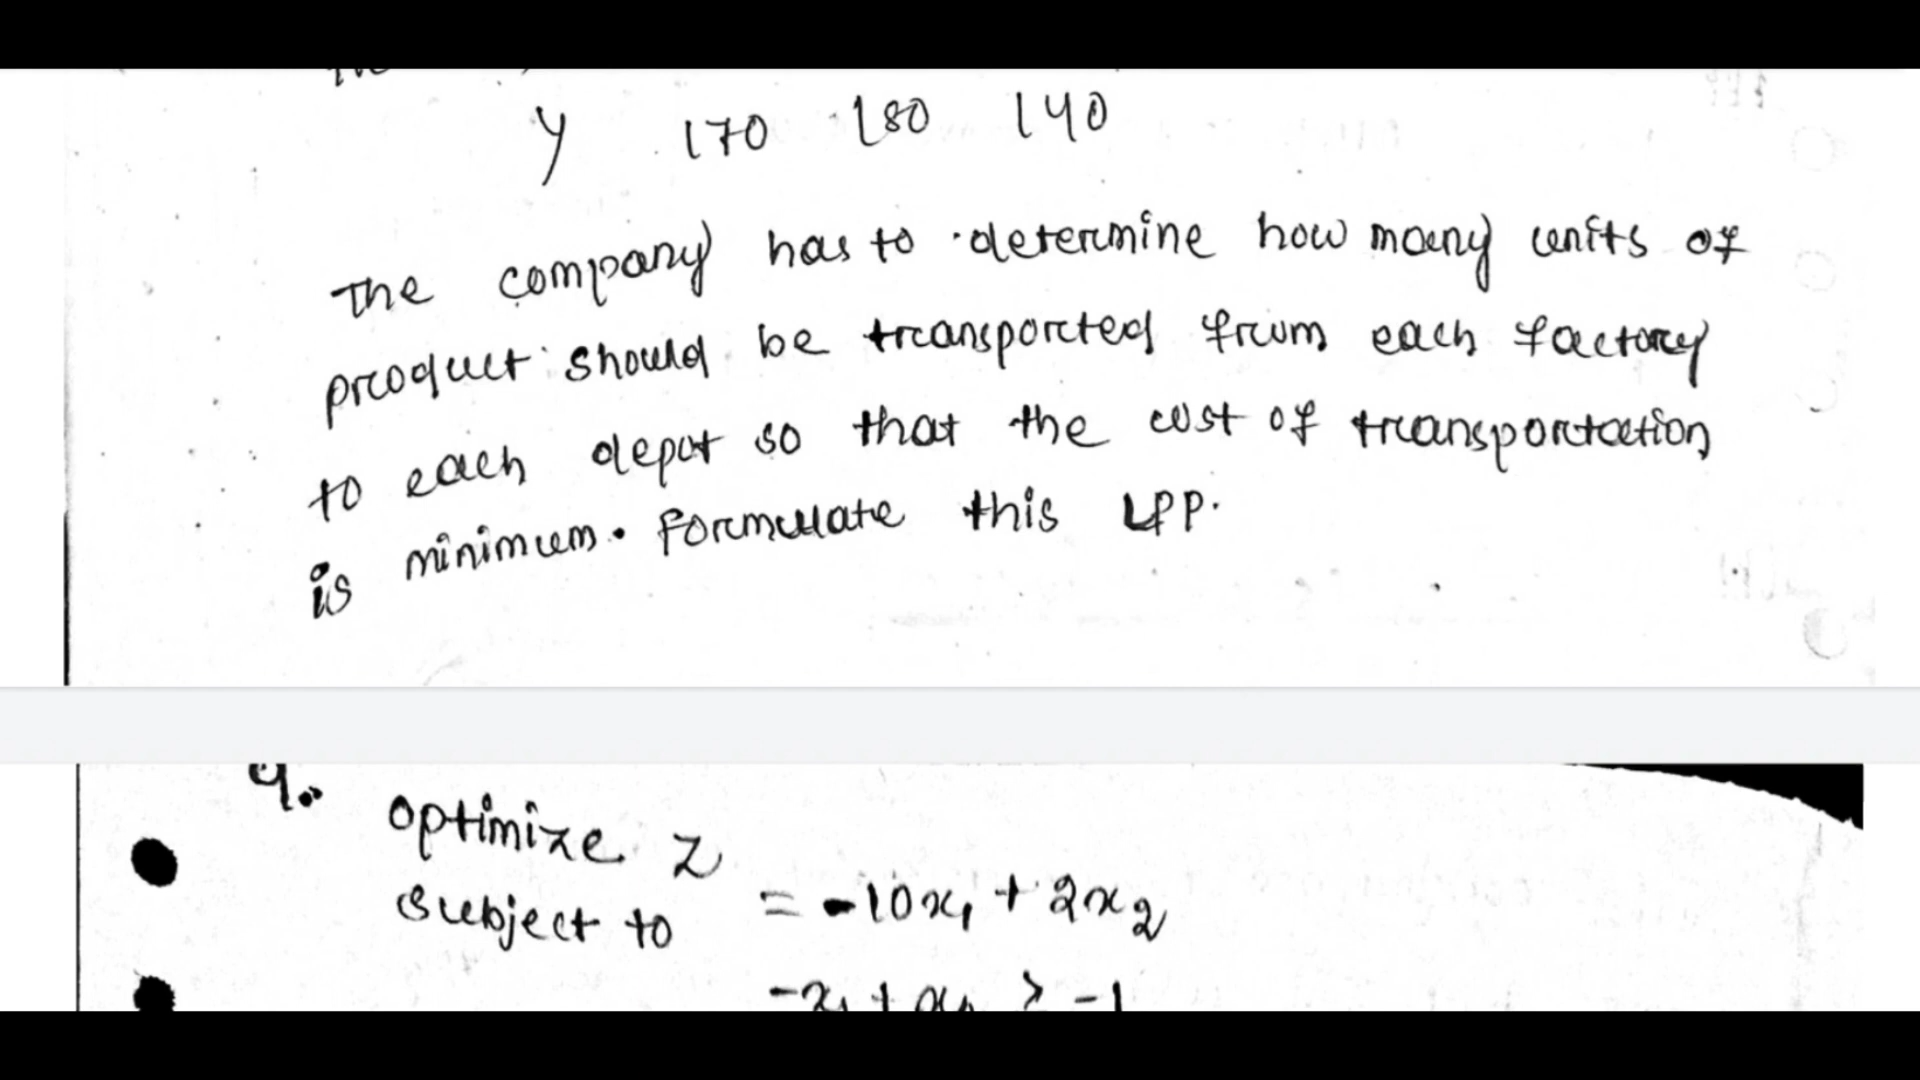 y 170 180 140
The company has to determine how many units of
product should be transported from each factory
to each depot so that the cost of transportation
is minimum. Formulate this LPP.
9. optimize z = -10x₁ + 2x₂
subject to